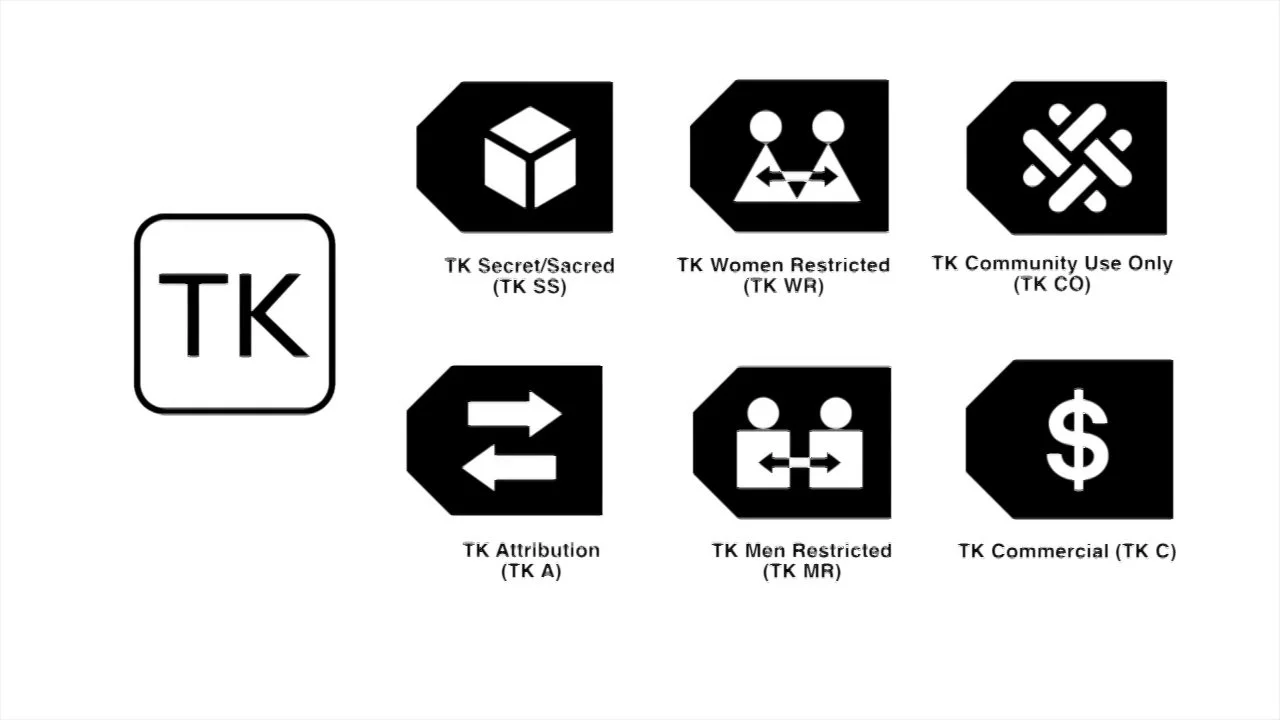 TK
TK Secret/Sacred
(TK SS)
TK Women Restricted
(TK WR)
TK Community Use Only
(TK CO)
$
TK Attribution
(TK A)
TK Men Restricted
(TK MR)
TK Commercial (TK C)